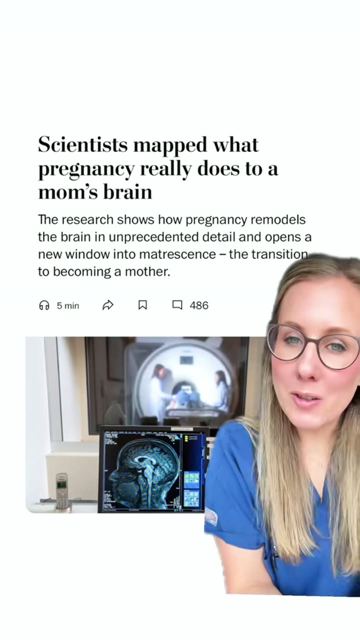 Scientists mapped what
pregnancy really does to a
mom's brain
The research shows how pregnancy remodels
the brain in unprecedented detail and opens a
new window into matrescence – the transition
to becoming a mother.
5 min
486